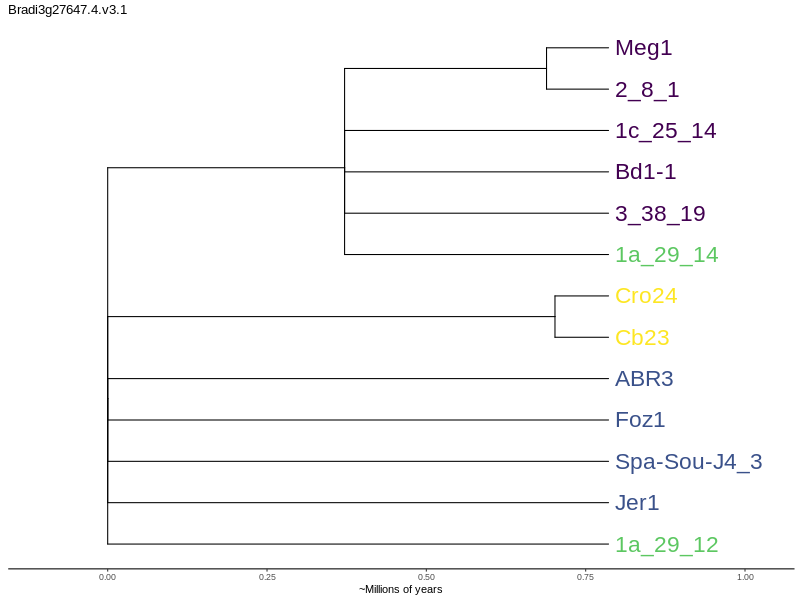 Bradi3g27647.4.v3.1
Meg1
2_8_1
1c_25_14
Bd1-1
3_38_19
1a_29_14
Cro24
Cb23
ABR3
Foz1
Spa-Sou-J4_3
Jer1
1a_29_12
0.00 0.25 0.50 0.75 1.00
~Millions of years